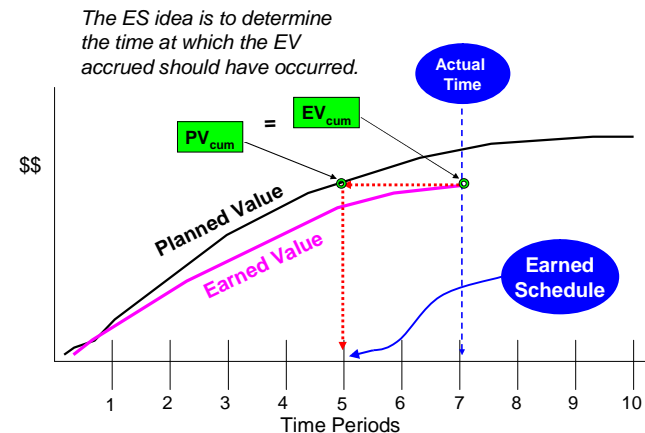 The ES idea is to determine
the time at which the EV
accrued should have occurred.
Actual
Time
EVcum
=
PVcum
$$
Planned Value
Earned Value
Earned
Schedule
1 2 3 4 5 6 7 8 9 10
Time Periods